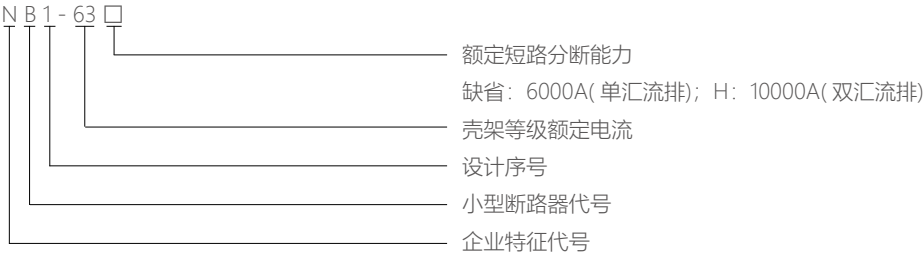 N B 1 - 63 □
额定短路分断能力
缺省：6000A( 单汇流排)；H：10000A( 双汇流排)
壳架等级额定电流
设计序号
小型断路器代号
企业特征代号